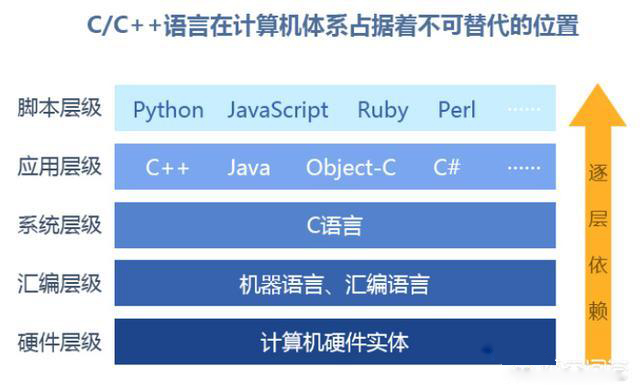 C/C++语言在计算机体系占据着不可替代的位置
脚本层级 Python JavaScript Ruby Perl ······
应用层级 C++ Java Object-C C# ······
系统层级 C语言
汇编层级 机器语言、汇编语言
硬件层级 计算机硬件实体
逐层依赖